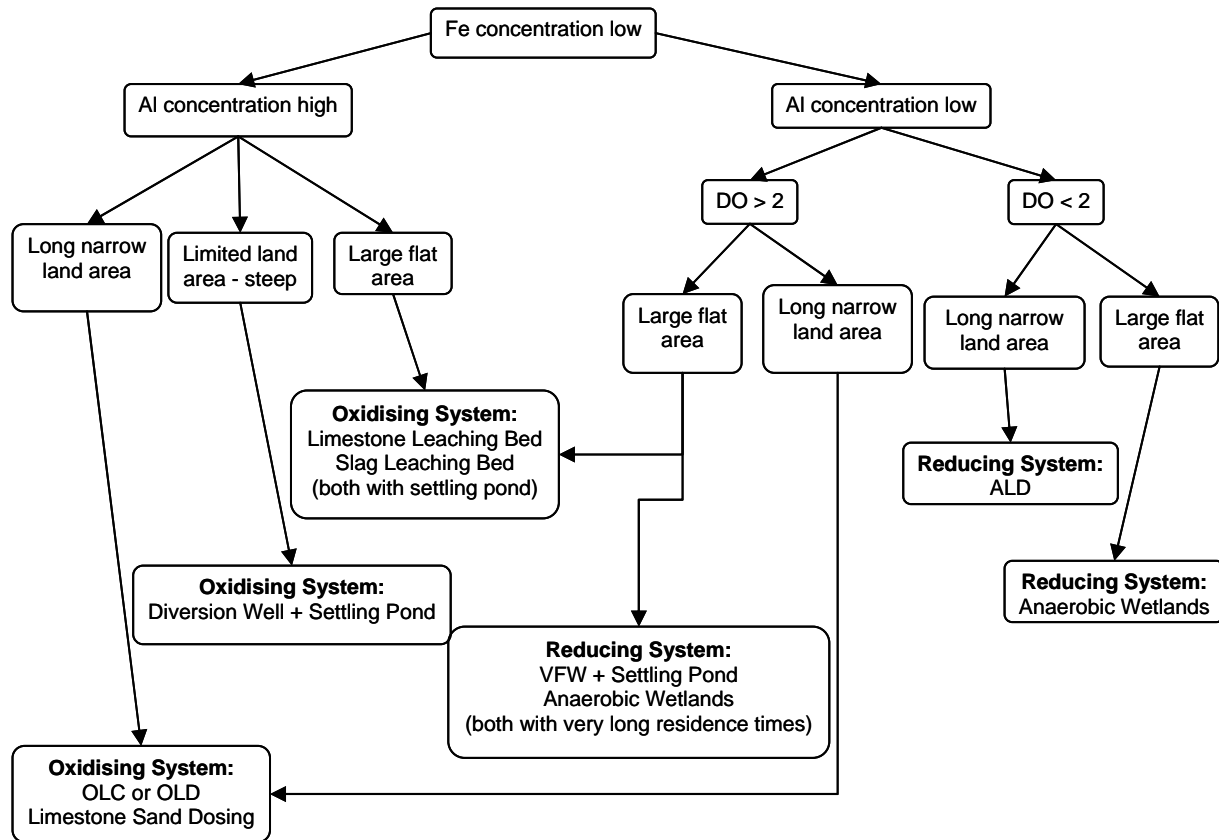 Fe concentration low
Al concentration high
Al concentration low
DO > 2
DO < 2
Long narrow
land area
Limited land
area - steep
Large flat
area
Large flat
area
Long narrow
land area
Long narrow
land area
Large flat
area
Oxidising System:
Limestone Leaching Bed
Slag Leaching Bed
(both with settling pond)
Reducing System:
ALD
Oxidising System:
Diversion Well + Settling Pond
Reducing System:
Anaerobic Wetlands
Reducing System:
VFW + Settling Pond
Anaerobic Wetlands
(both with very long residence times)
Oxidising System:
OLC or OLD
Limestone Sand Dosing